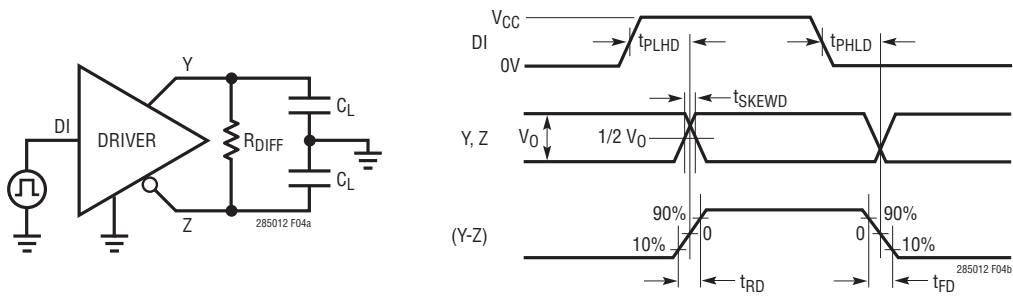 Y
DI
DRIVER
R_DIFF
C_L
C_L
Z
285012 F04a
V_CC
DI
0V
t_PLHD
t_PHLD
t_SKEWD
Y, Z
V_O
1/2 V_O
90%
90%
(Y-Z)
0
0
10%
10%
285012 F04b
t_RD
t_FD